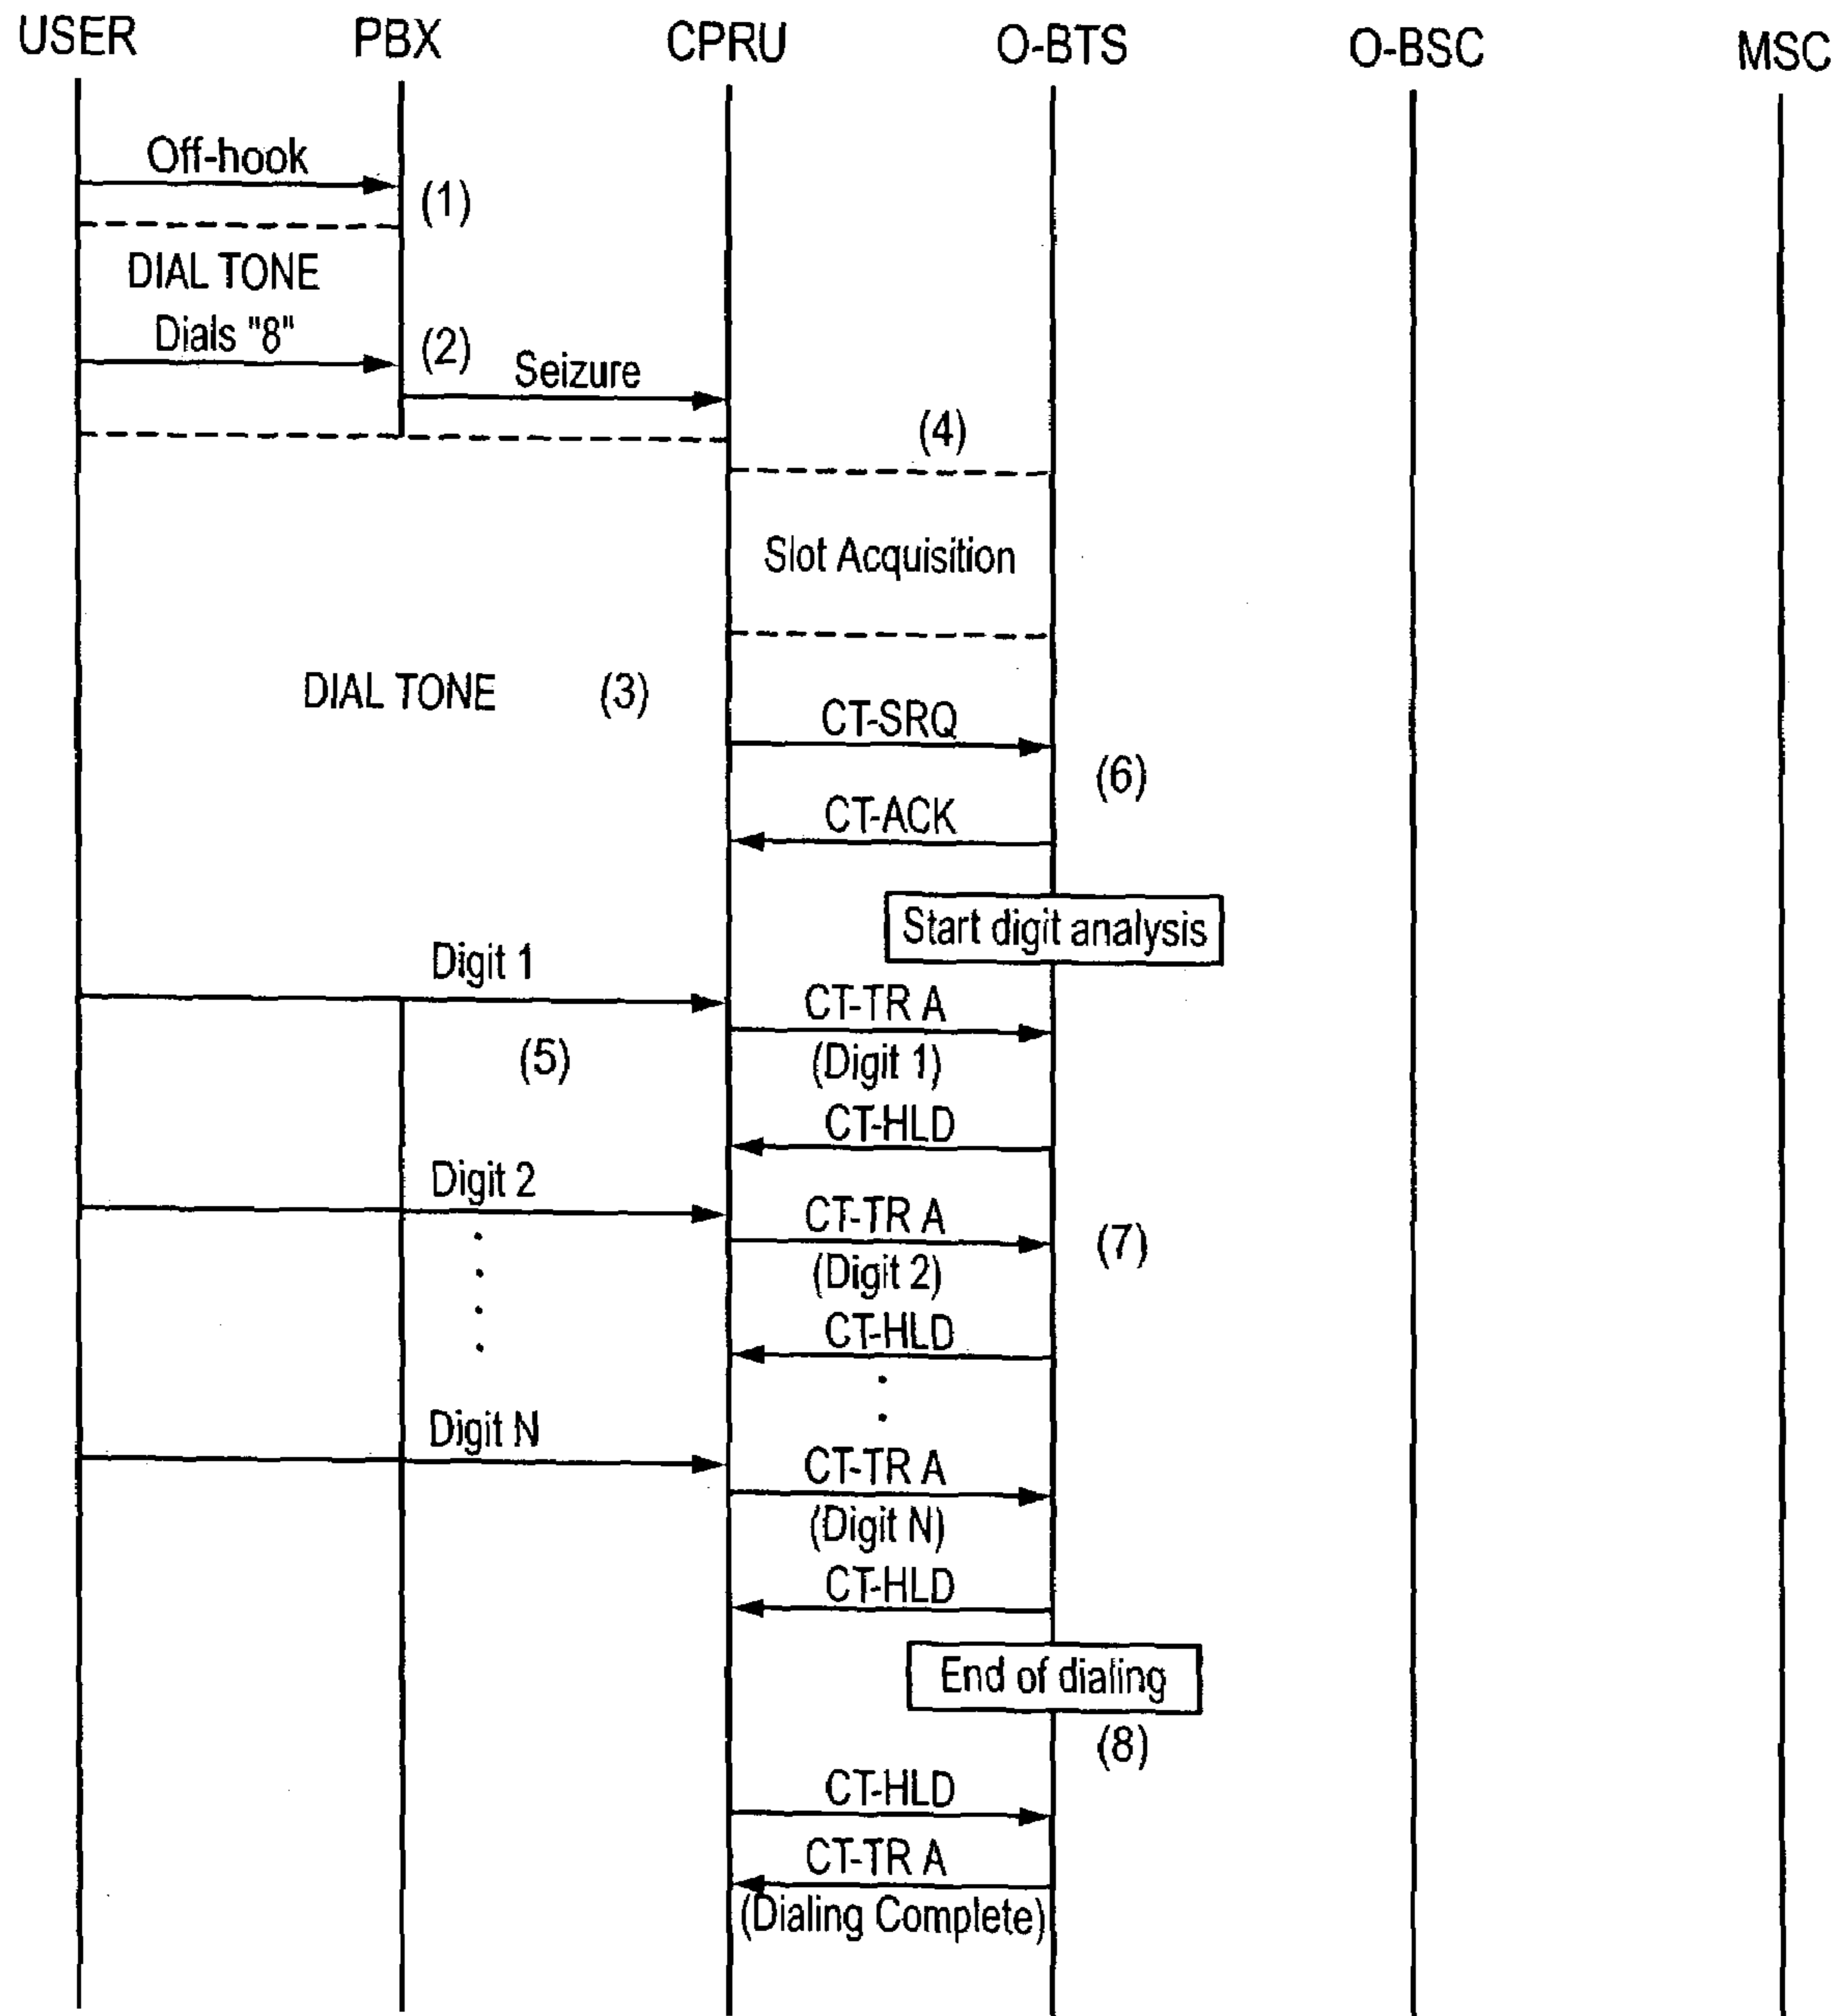 USER PBX CPRU O-BTS O-BSC MSC
Off-hook
(1)
DIAL TONE
Dials "8"
(2)
Seizure
(4)
Slot Acquisition
DIAL TONE (3)
CT-SRQ
(6)
CT-ACK
Start digit analysis
Digit 1
CT-TR A
(5)
(Digit 1)
CT-HLD
Digit 2
CT-TR A
(7)
(Digit 2)
CT-HLD
Digit N
CT-TR A
(Digit N)
CT-HLD
End of dialing
(8)
CT-HLD
CT-TR A
(Dialing Complete)